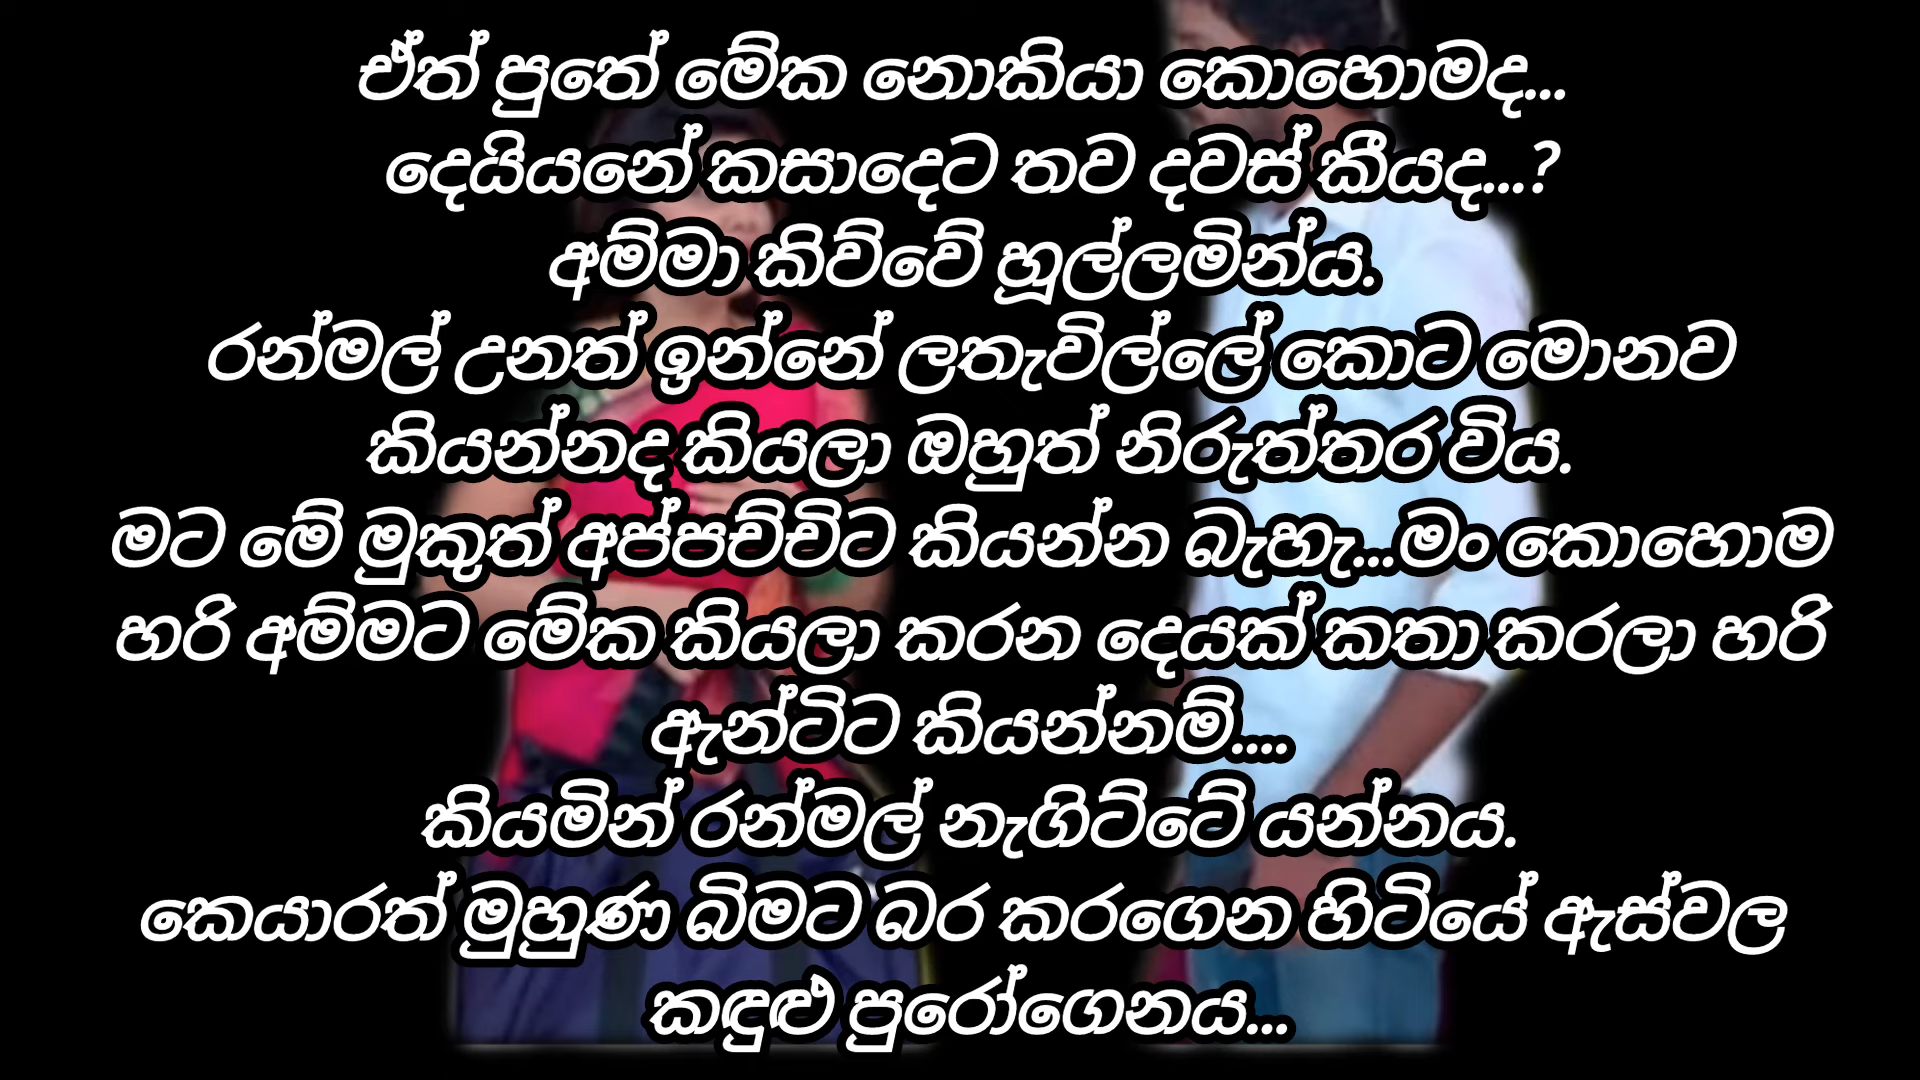 ඒත් පුතේ මේක නොකියා කොහොමද...
දෙයියනේ කසාදෙට තව දවස් කීයද...?
අම්මා කිව්වේ හූල්ලමින්ය.
රන්මල් උනත් ඉන්නේ ලතැවිල්ලේ කොට මොනව
කියන්නද කියලා ඔහුත් නිරුත්තර විය.
මට මේ මුකුත් අප්පච්චිට කියන්න බැහැ...මං කොහොම
හරි අම්මට මේක කියලා කරන දෙයක් කතා කරලා හරි
ඇන්ටිට කියන්නම්....
කියමින් රන්මල් නැගිට්ටේ යන්නය.
කෙයාරත් මුහුණ බිමට බර කරගෙන හිටියේ ඇස්වල
කඳුළු පුරෝගෙනය...